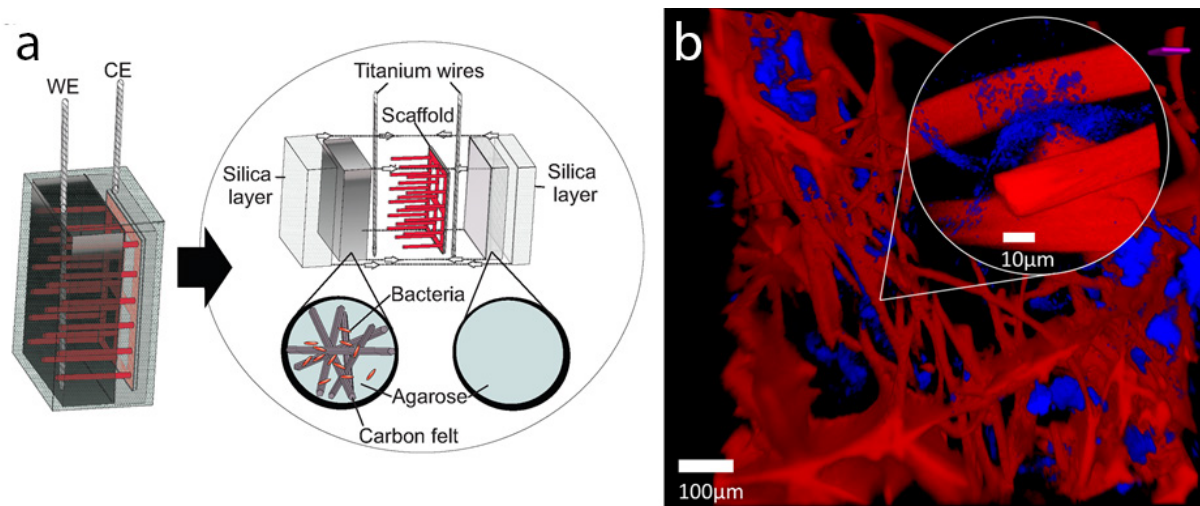 a
WE
CE
Titanium wires
Scaffold
Silica
layer
Silica
layer
Bacteria
Agarose
Carbon felt
b
10µm
100µm